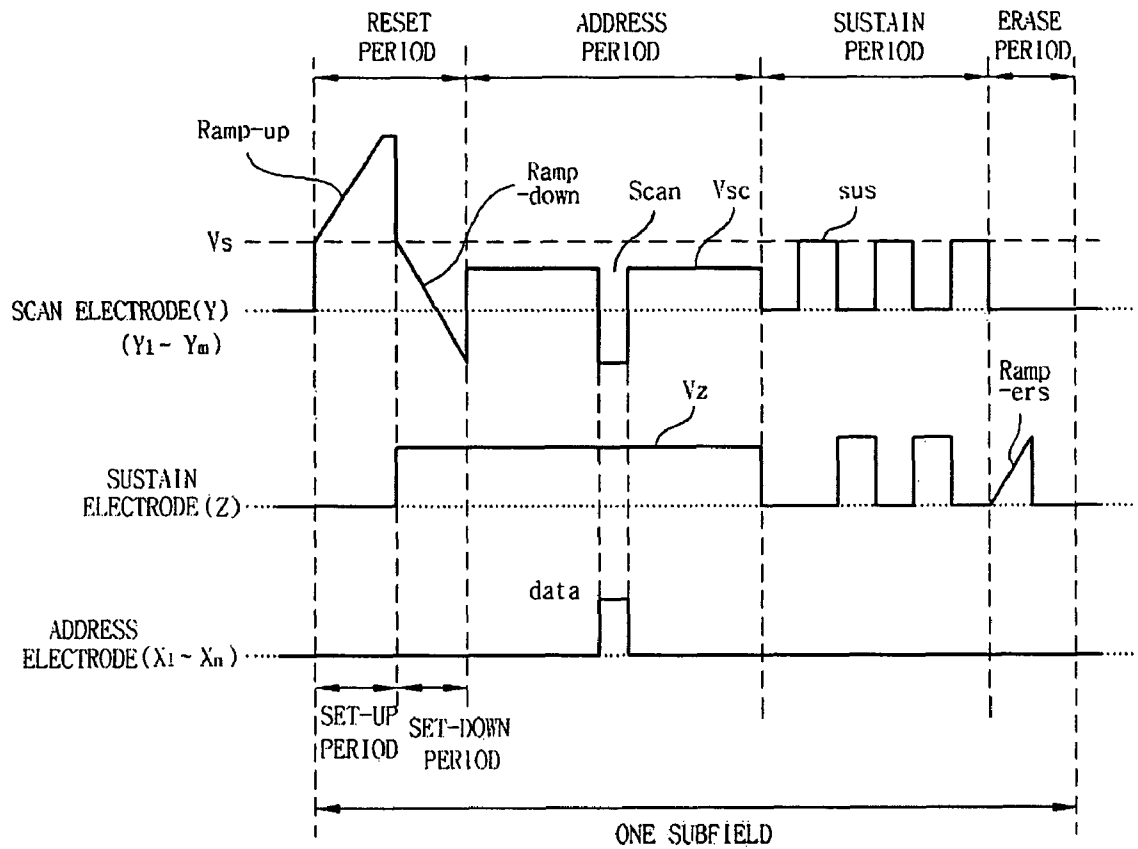 RESET
PERIOD
ADDRESS
PERIOD
SUSTAIN
PERIOD
ERASE
PERIOD
Ramp-up
Ramp
-down
Scan
Vsc
sus
Vs
SCAN ELECTRODE(Y)
(Y1~ Ym)
Vz
Ramp
-ers
SUSTAIN
ELECTRODE(Z)
data
ADDRESS
ELECTRODE(X1~ Xn)
SET-UP
PERIOD
SET-DOWN
PERIOD
ONE SUBFIELD